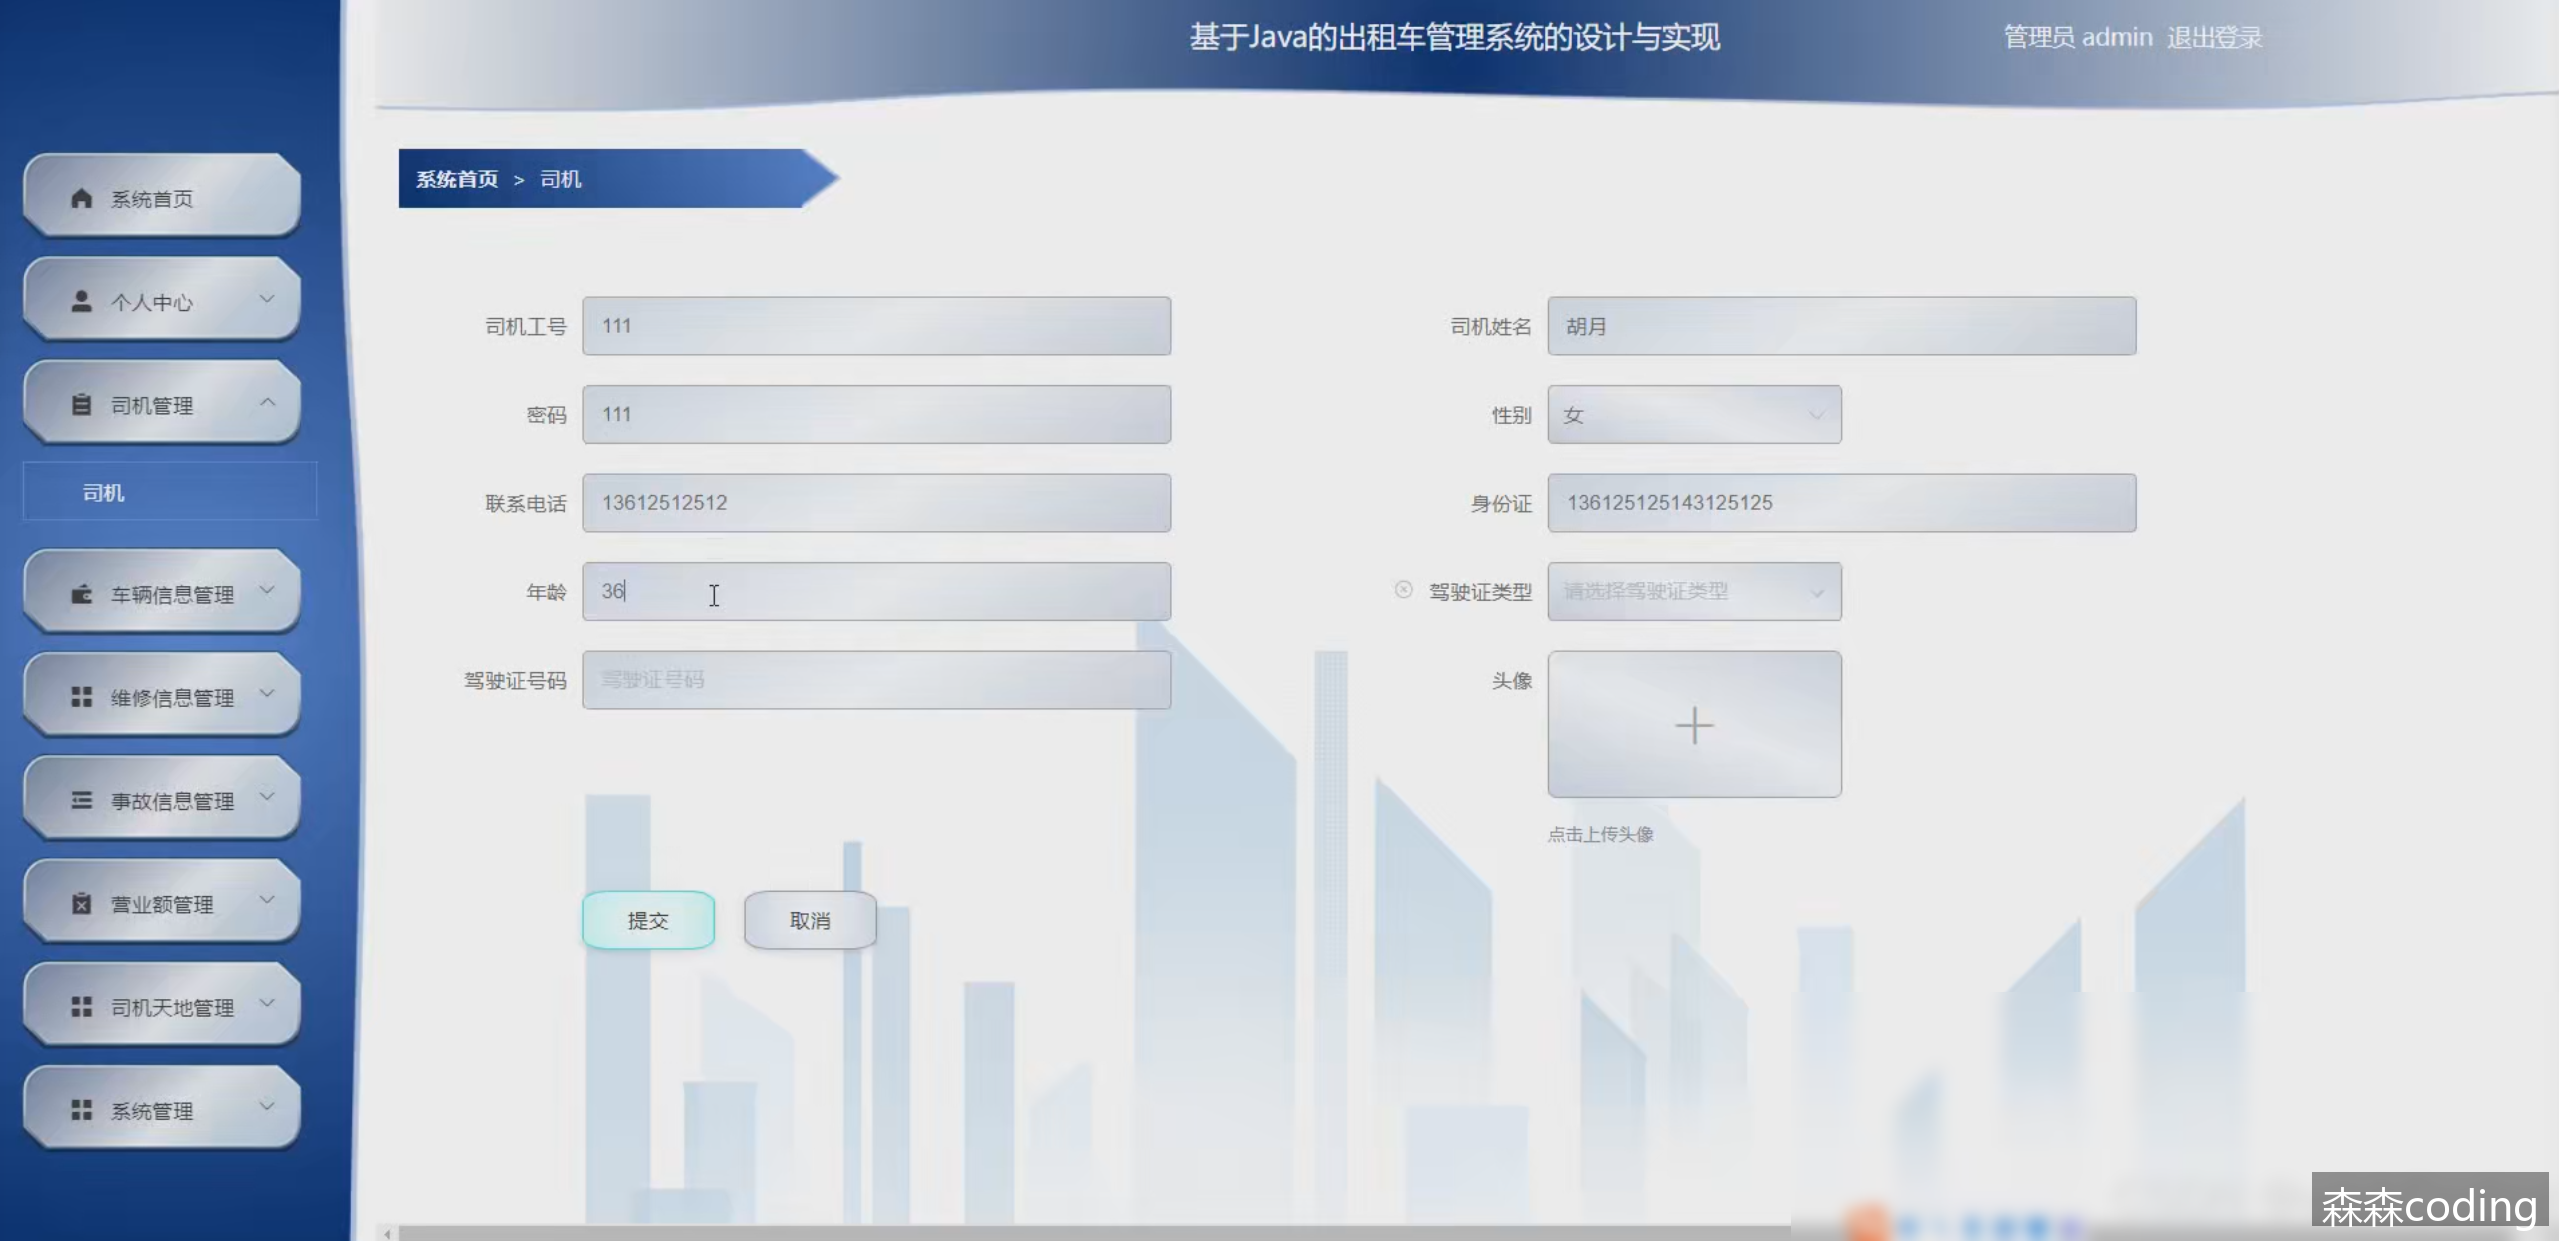 基于Java的出租车管理系统的设计与实现
管理员 admin 退出登录
系统首页
个人中心
司机管理
司机
车辆信息管理
维修信息管理
事故信息管理
营业额管理
司机天地管理
系统管理
系统首页 > 司机
司机工号 111
司机姓名 胡月
密码 111
性别 女
联系电话 13612512512
身份证 136125125143125125
年龄 36
驾驶证类型 请选择驾驶证类型
驾驶证号码 驾驶证号码
头像
点击上传头像
提交 取消
森森coding